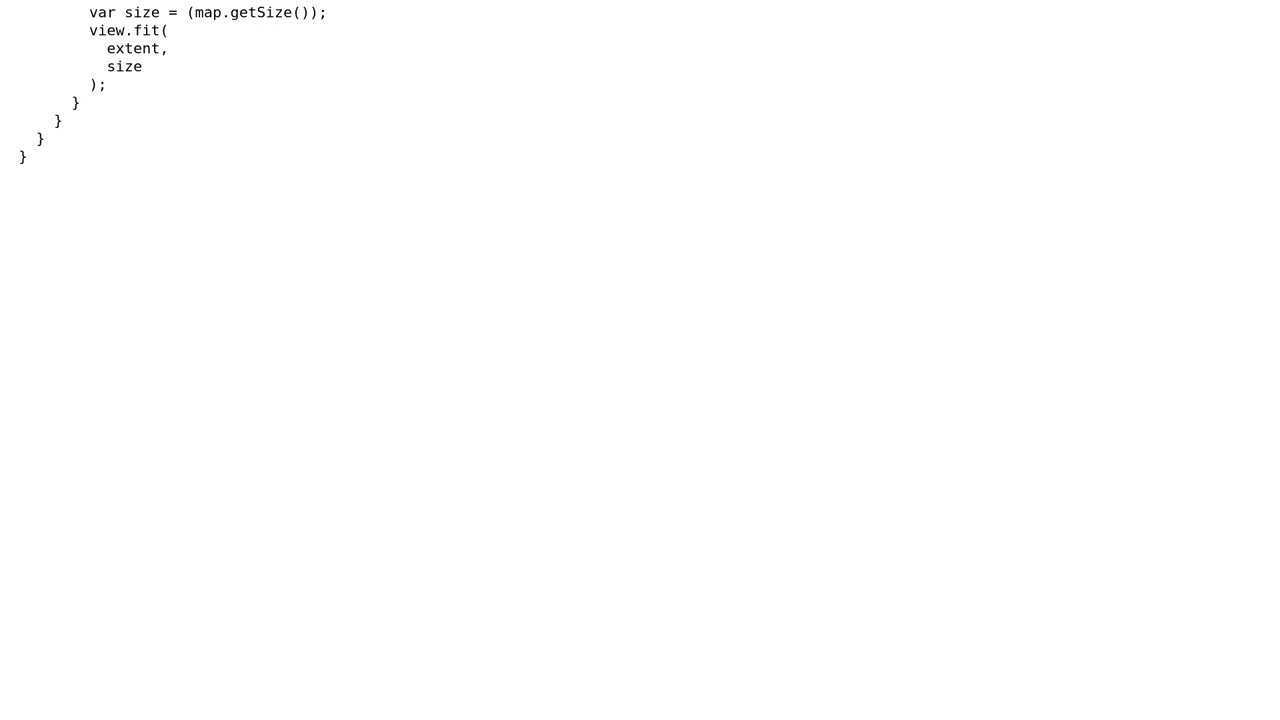 var size = (map.getSize());
        view.fit(
          extent,
          size
        );
      }
    }
  }
}